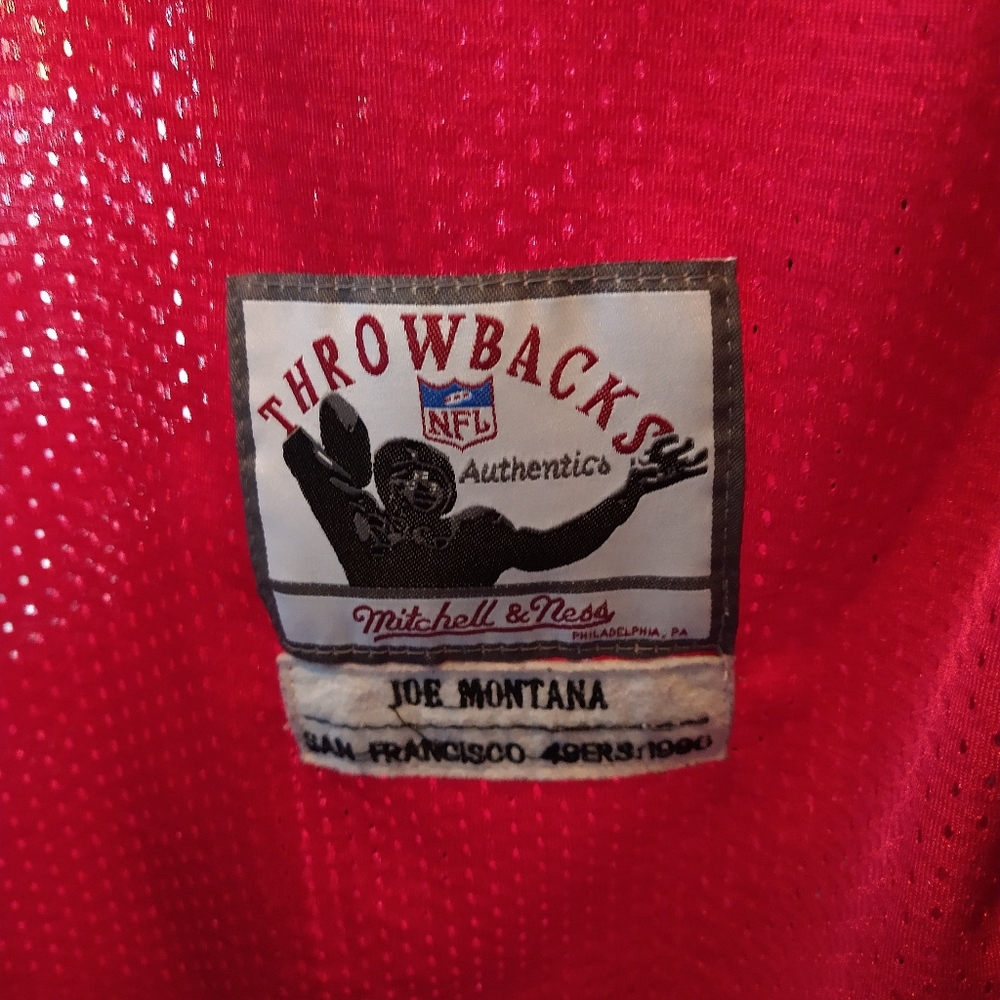 THROWBACKS
NFL
Authentics
Mitchell & Ness
PHILADELPHIA, PA
JOE MONTANA
SAN FRANCISCO 49ERS:1990